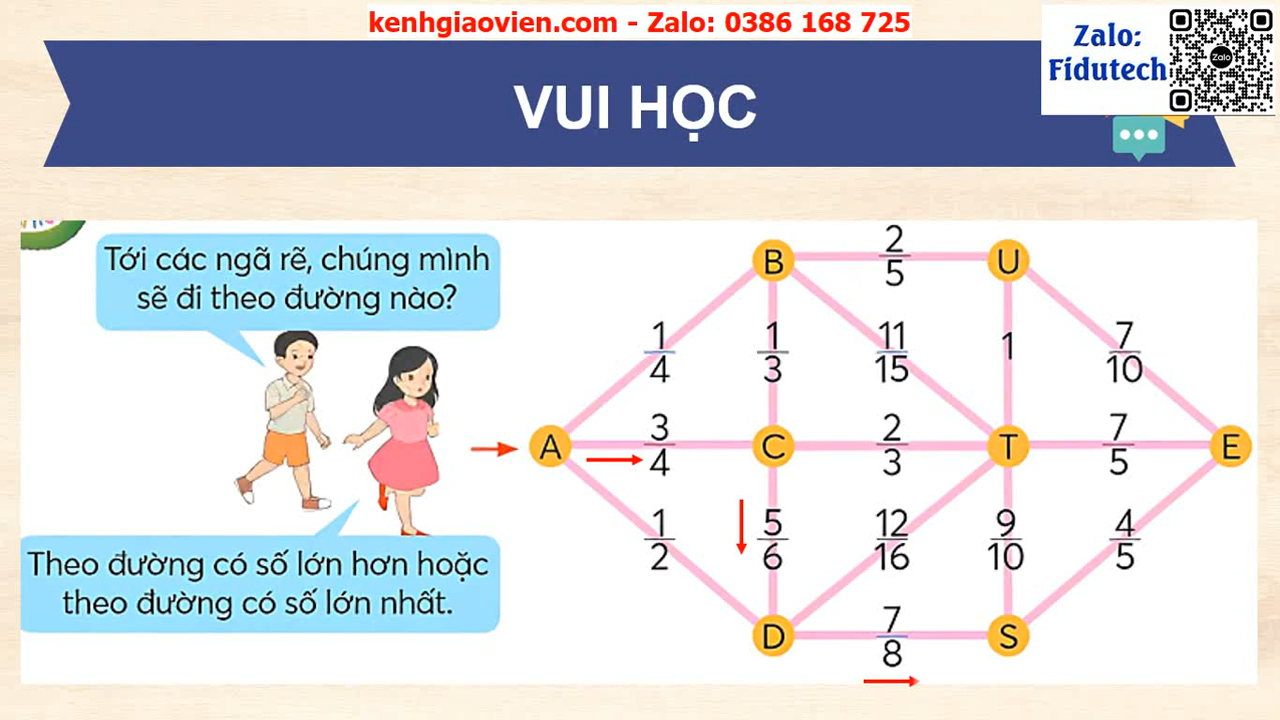 kenhgiaovien.com - Zalo: 0386 168 725
Zalo:
Fidutech
Zalo
VUI HỌC
Tới các ngã rẽ, chúng mình
sẽ đi theo đường nào?
Theo đường có số lớn hơn hoặc
theo đường có số lớn nhất.
B 2/5 U
1/4 1/3 11/15 1 7/10
A 3/4 C 2/3 T 7/5 E
1/2 5/6 12/16 9/10 4/5
D 7/8 S